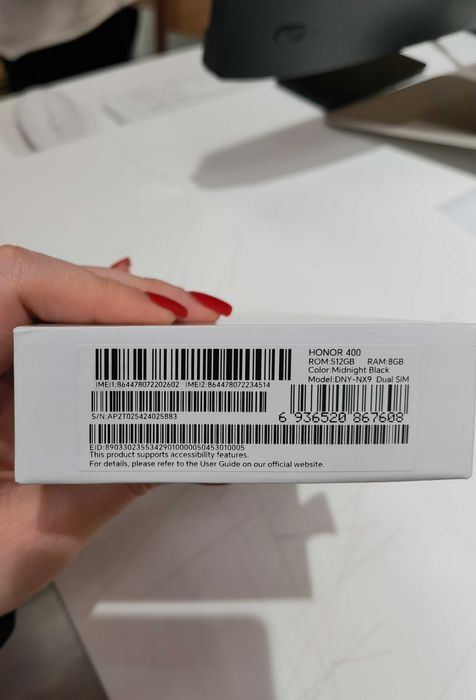 HONOR 400
ROM:512GB RAM:8GB
Color:Midnight Black
Model:DNY-NX9 Dual SIM
IMEI1:864478072202602 IMEI2:864478072234514
S/N:AP2T025424025883
6 936520 867608
EID:89033023553429010000050453010005
This product supports accessibility features.
For details, please refer to the User Guide on our official website.